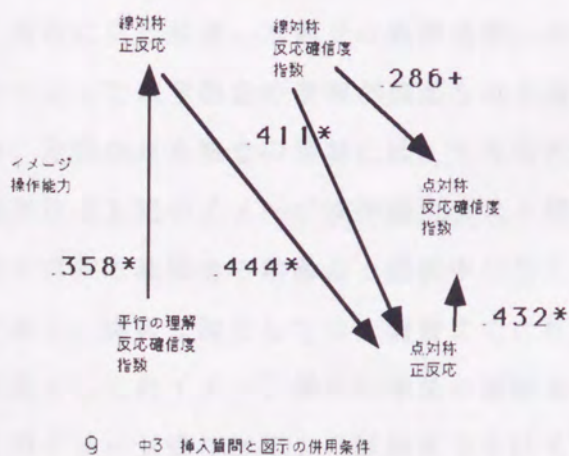 線対称
正反応
線対称
反応確信度
指数
286+
411*
イメージ
操作能力
点対称
反応確信度
指数
358*
444*
平行の理解
反応確信度
指数
432*
点対称
正反応
9 中3 挿入質問と図示の併用条件